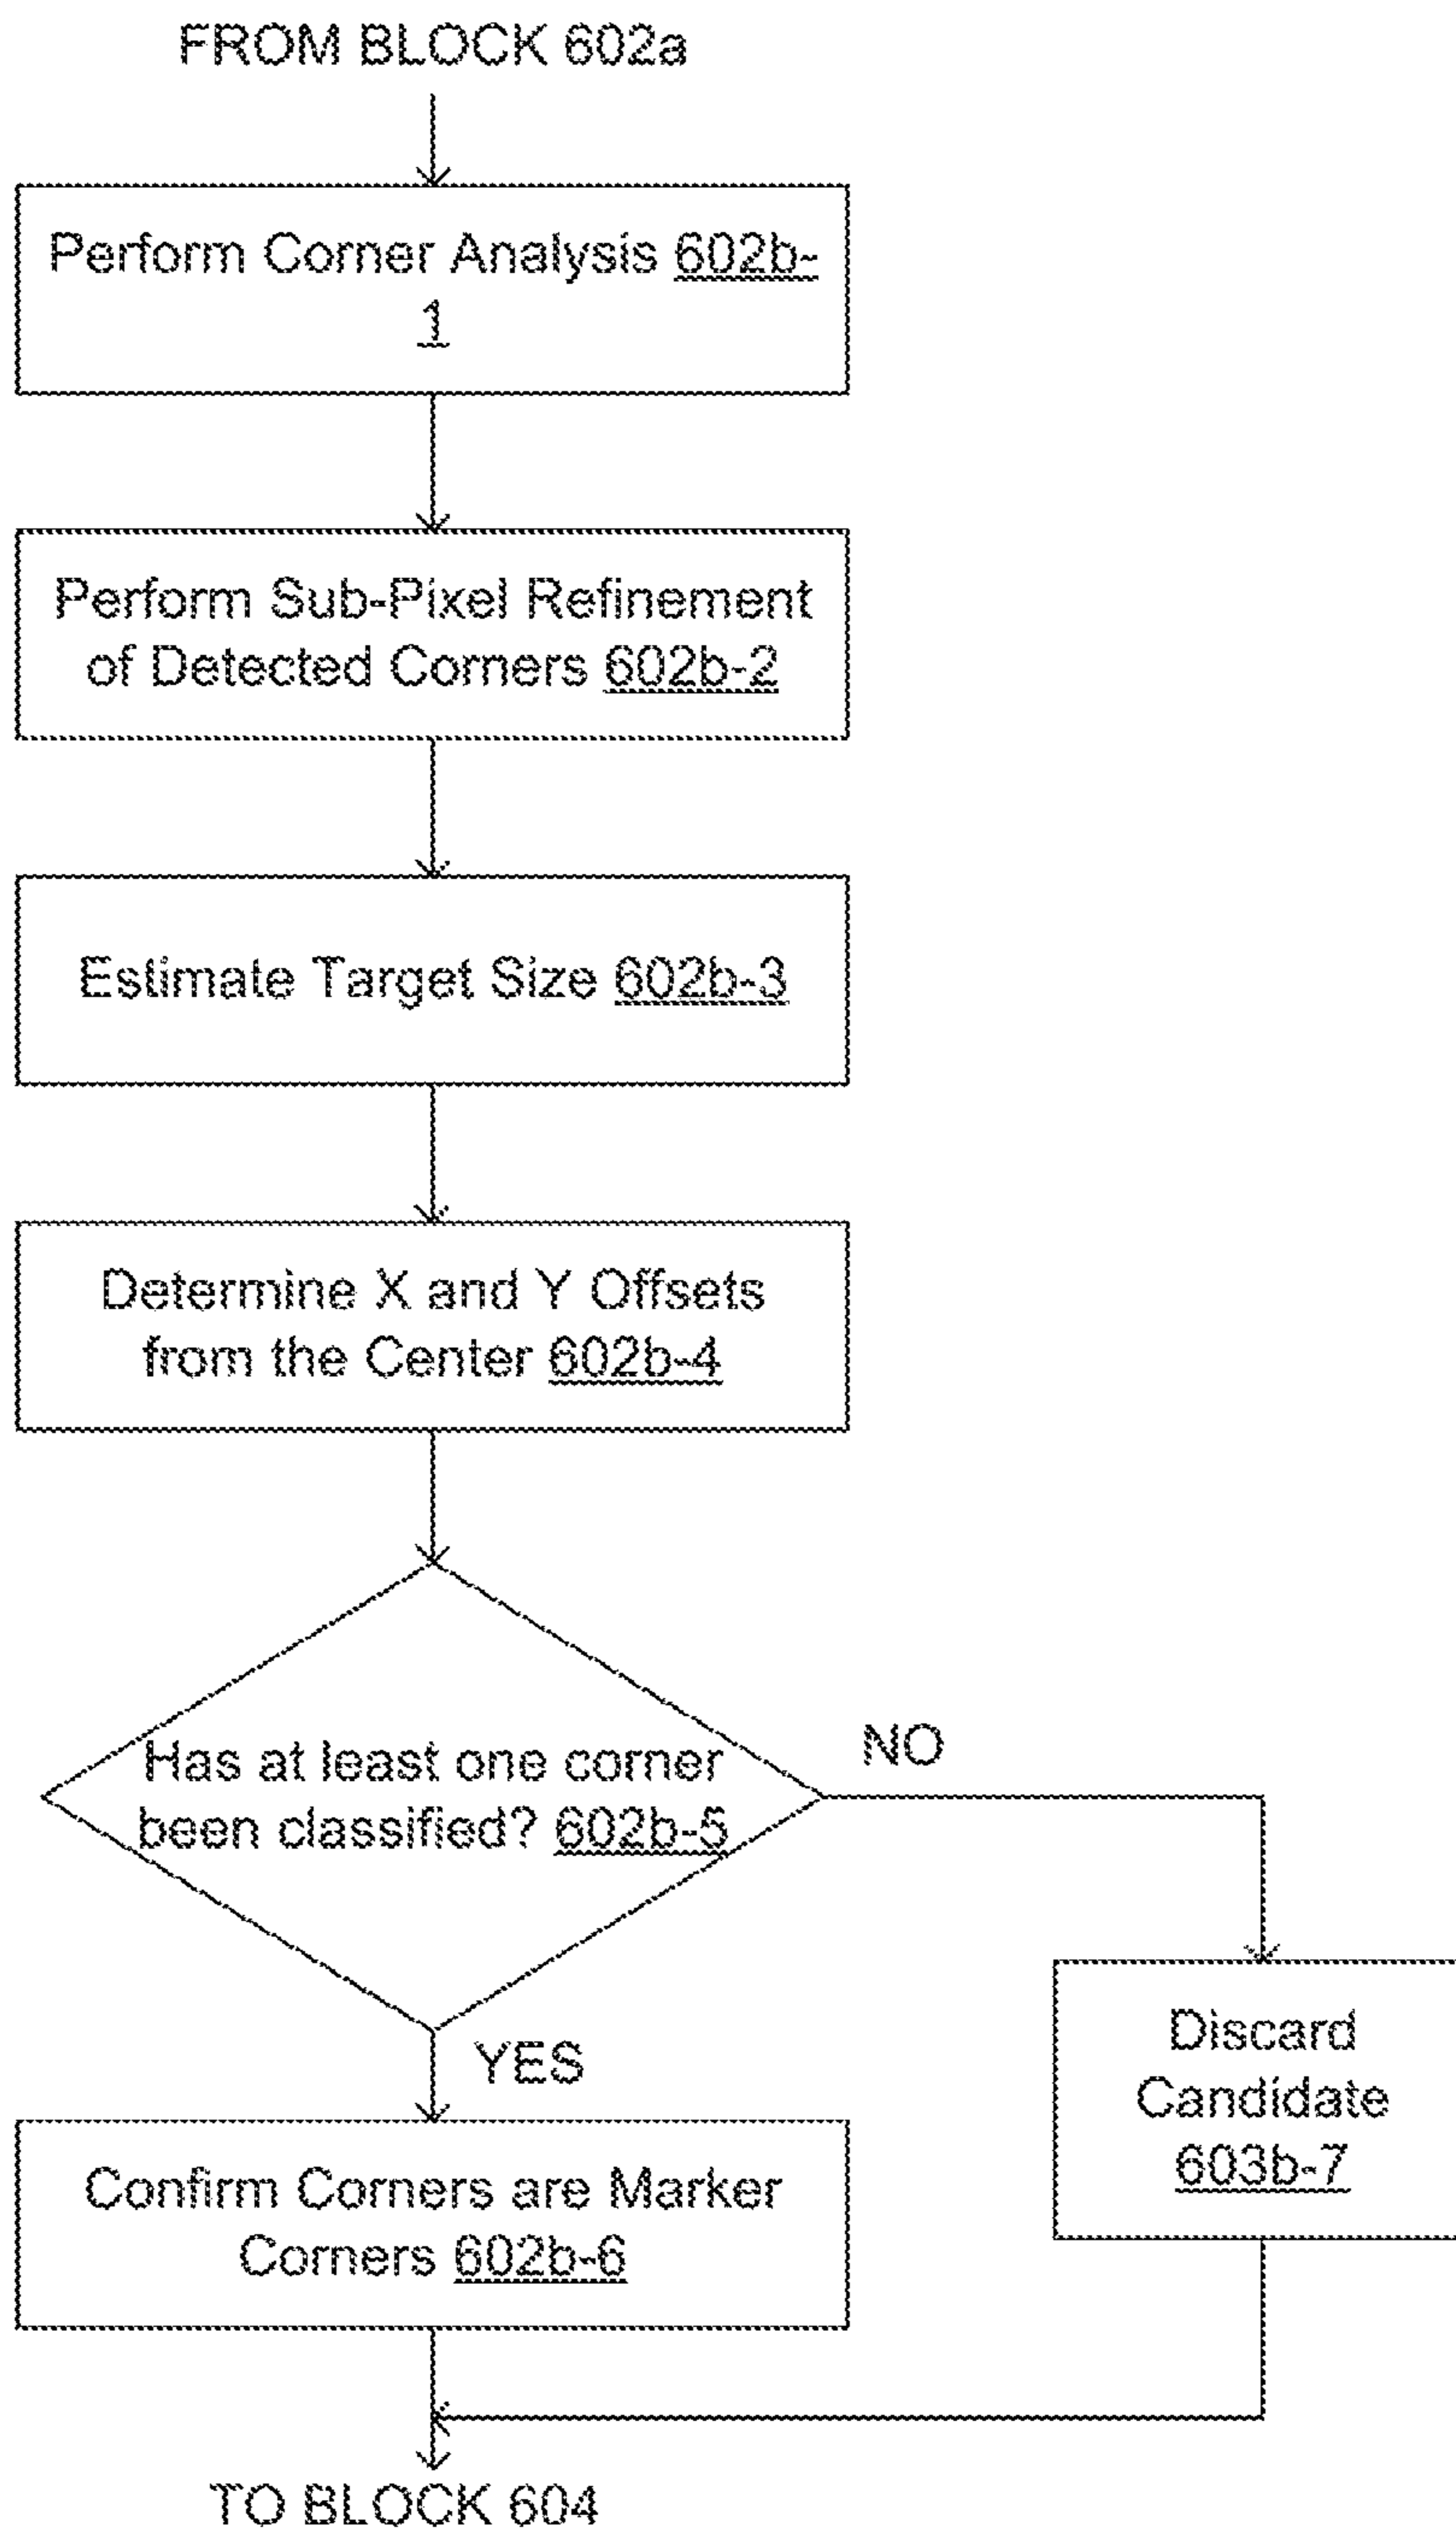 FROM BLOCK 602a
Perform Corner Analysis 602b-
1
Perform Sub-Pixel Refinement
of Detected Corners 602b-2
Estimate Target Size 602b-3
Determine X and Y Offsets
from the Center 602b-4
Has at least one corner
been classified? 602b-5
NO
YES
Discard
Candidate
603b-7
Confirm Corners are Marker
Corners 602b-6
TO BLOCK 604